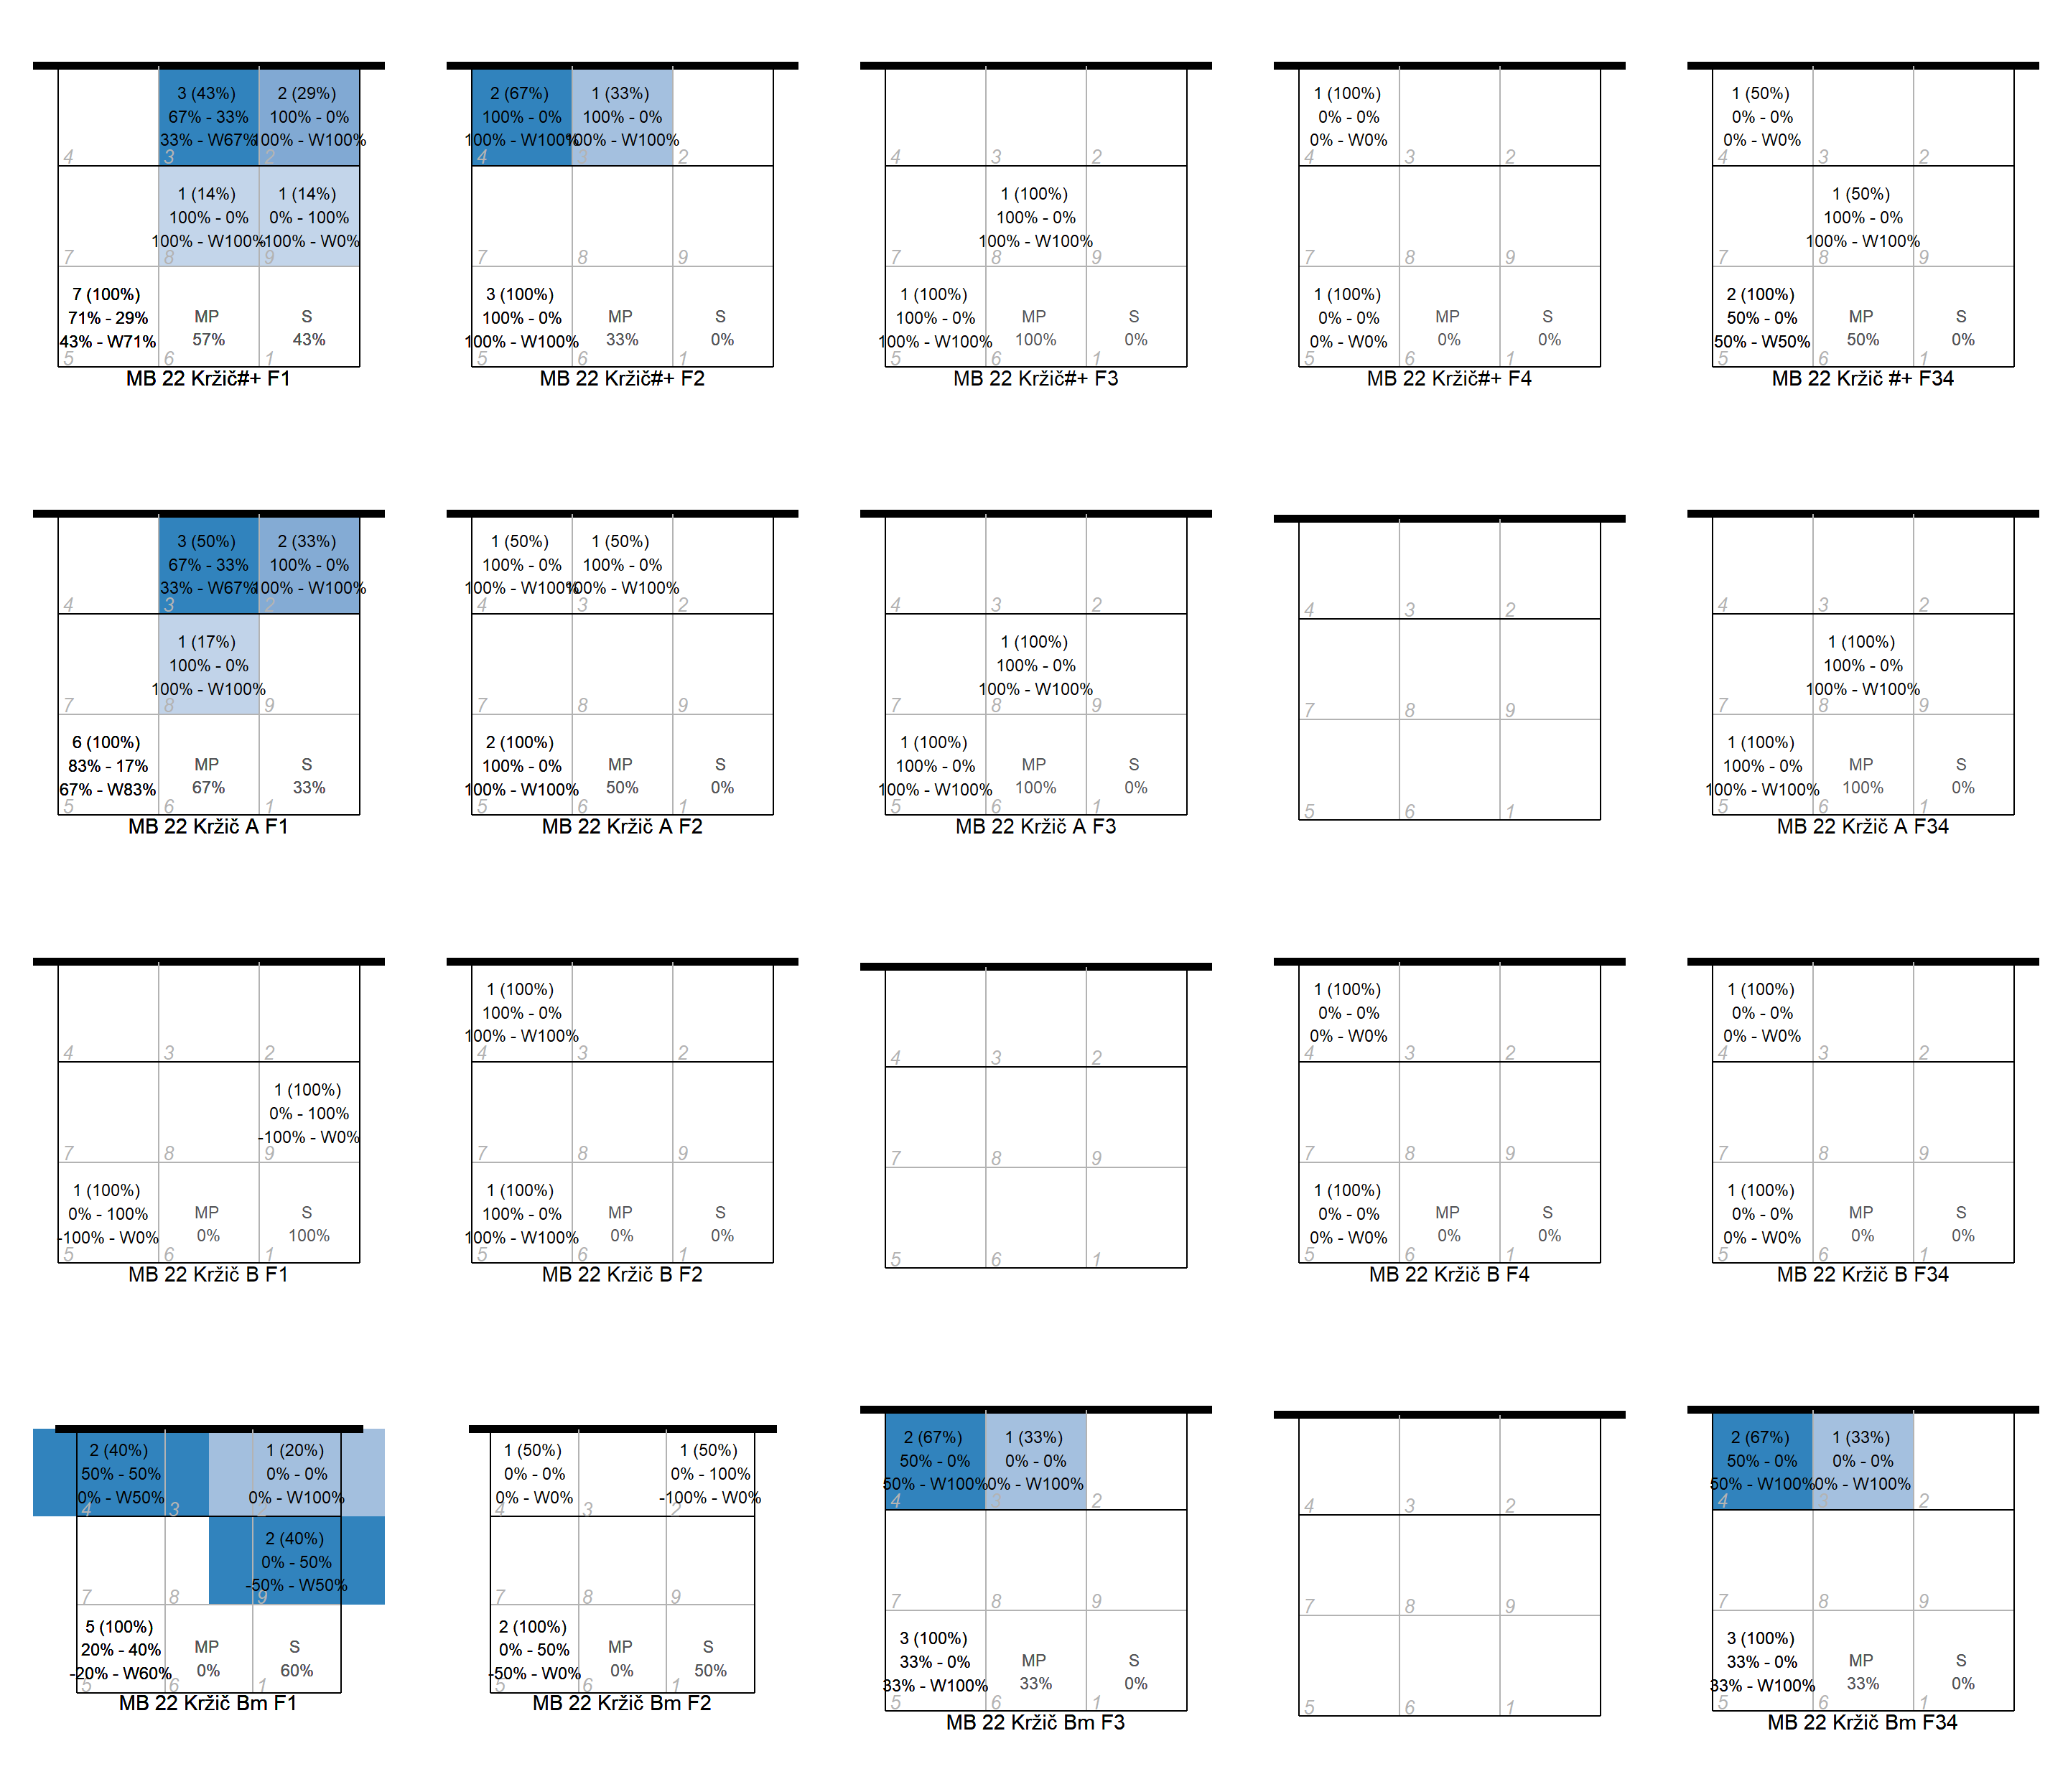 3 (43%)
67% - 33%
33% - W67%
2 (29%)
100% - 0%
100% - W100%
4
3
2
1 (14%)
100% - 0%
100% - W100%
1 (14%)
0% - 100%
-100% - W0%
7
8
9
7 (100%)
71% - 29%
43% - W71%
MP
57%
S
43%
5
6
1
MB 22 Kržič#+ F1
2 (67%)
100% - 0%
100% - W100%
1 (33%)
100% - 0%
100% - W100%
4
3
2
7
8
9
3 (100%)
100% - 0%
100% - W100%
MP
33%
S
0%
5
6
1
MB 22 Kržič#+ F2
4
3
2
1 (100%)
100% - 0%
100% - W100%
7
8
9
1 (100%)
100% - 0%
100% - W100%
MP
100%
S
0%
5
6
1
MB 22 Kržič#+ F3
1 (100%)
0% - 0%
0% - W0%
4
3
2
7
8
9
1 (100%)
0% - 0%
0% - W0%
MP
0%
S
0%
5
6
1
MB 22 Kržič#+ F4
1 (50%)
0% - 0%
0% - W0%
4
3
2
1 (50%)
100% - 0%
100% - W100%
7
8
9
2 (100%)
50% - 0%
50% - W50%
MP
50%
S
0%
5
6
1
MB 22 Kržič #+ F34
3 (50%)
67% - 33%
33% - W67%
2 (33%)
100% - 0%
100% - W100%
4
3
2
1 (17%)
100% - 0%
100% - W100%
7
8
9
6 (100%)
83% - 17%
67% - W83%
MP
67%
S
33%
5
6
1
MB 22 Kržič A F1
1 (50%)
100% - 0%
100% - W100%
1 (50%)
100% - 0%
100% - W100%
4
3
2
7
8
9
2 (100%)
100% - 0%
100% - W100%
MP
50%
S
0%
5
6
1
MB 22 Kržič A F2
4
3
2
1 (100%)
100% - 0%
100% - W100%
7
8
9
1 (100%)
100% - 0%
100% - W100%
MP
100%
S
0%
5
6
1
MB 22 Kržič A F3
4
3
2
7
8
9
5
6
1
4
3
2
1 (100%)
100% - 0%
100% - W100%
7
8
9
1 (100%)
100% - 0%
100% - W100%
MP
100%
S
0%
5
6
1
MB 22 Kržič A F34
4
3
2
1 (100%)
0% - 100%
-100% - W0%
7
8
9
1 (100%)
0% - 100%
-100% - W0%
MP
0%
S
100%
5
6
1
MB 22 Kržič B F1
1 (100%)
100% - 0%
100% - W100%
4
3
2
7
8
9
1 (100%)
100% - 0%
100% - W100%
MP
0%
S
0%
5
6
1
MB 22 Kržič B F2
4
3
2
7
8
9
5
6
1
1 (100%)
0% - 0%
0% - W0%
4
3
2
7
8
9
1 (100%)
0% - 0%
0% - W0%
MP
0%
S
0%
5
6
1
MB 22 Kržič B F4
1 (100%)
0% - 0%
0% - W0%
4
3
2
7
8
9
1 (100%)
0% - 0%
0% - W0%
MP
0%
S
0%
5
6
1
MB 22 Kržič B F34
2 (40%)
50% - 50%
0% - W50%
1 (20%)
0% - 0%
0% - W100%
4
3
2
2 (40%)
0% - 50%
-50% - W50%
7
8
9
5 (100%)
20% - 40%
-20% - W60%
MP
0%
S
60%
5
6
1
MB 22 Kržič Bm F1
1 (50%)
0% - 0%
0% - W0%
1 (50%)
0% - 100%
-100% - W0%
4
3
2
7
8
9
2 (100%)
0% - 50%
-50% - W0%
MP
0%
S
50%
5
6
1
MB 22 Kržič Bm F2
2 (67%)
50% - 0%
50% - W100%
1 (33%)
0% - 0%
0% - W100%
4
3
2
7
8
9
3 (100%)
33% - 0%
33% - W100%
MP
33%
S
0%
5
6
1
MB 22 Kržič Bm F3
4
3
2
7
8
9
5
6
1
2 (67%)
50% - 0%
50% - W100%
1 (33%)
0% - 0%
0% - W100%
4
3
2
7
8
9
3 (100%)
33% - 0%
33% - W100%
MP
33%
S
0%
5
6
1
MB 22 Kržič Bm F34